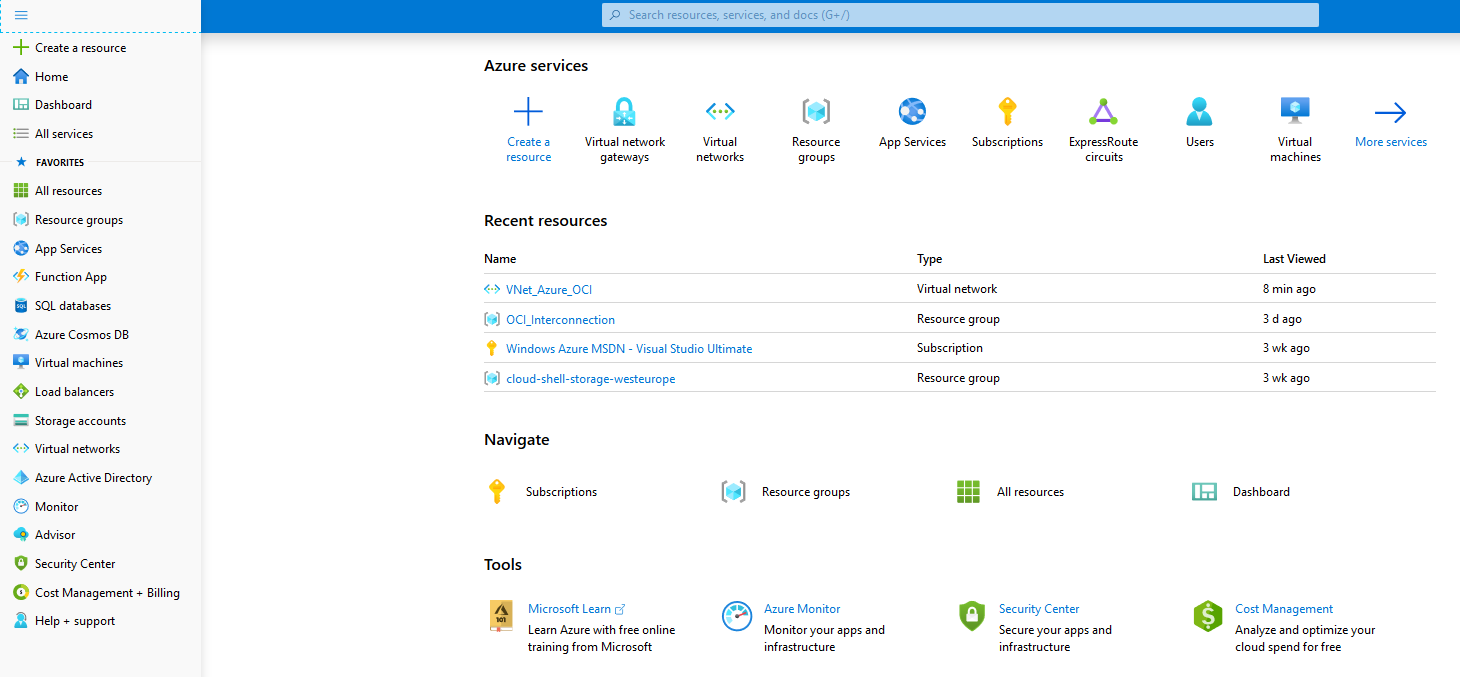 Search resources, services, and docs (G+/)
Create a resource
Home
Dashboard
All services
FAVORITES
All resources
Resource groups
App Services
Function App
SQL databases
Azure Cosmos DB
Virtual machines
Load balancers
Storage accounts
Virtual networks
Azure Active Directory
Monitor
Advisor
Security Center
Cost Management + Billing
Help + support
Azure services
Create a
resource
Virtual network
gateways
Virtual
networks
Resource
groups
App Services
Subscriptions
ExpressRoute
circuits
Users
Virtual
machines
More services
Recent resources
Name Type Last Viewed
VNet_Azure_OCI Virtual network 8 min ago
OCI_Interconnection Resource group 3 d ago
Windows Azure MSDN - Visual Studio Ultimate Subscription 3 wk ago
cloud-shell-storage-westeurope Resource group 3 wk ago
Navigate
Subscriptions
Resource groups
All resources
Dashboard
Tools
101
Microsoft Learn
Learn Azure with free online
training from Microsoft
Azure Monitor
Monitor your apps and
infrastructure
Security Center
Secure your apps and
infrastructure
$
Cost Management
Analyze and optimize your
cloud spend for free